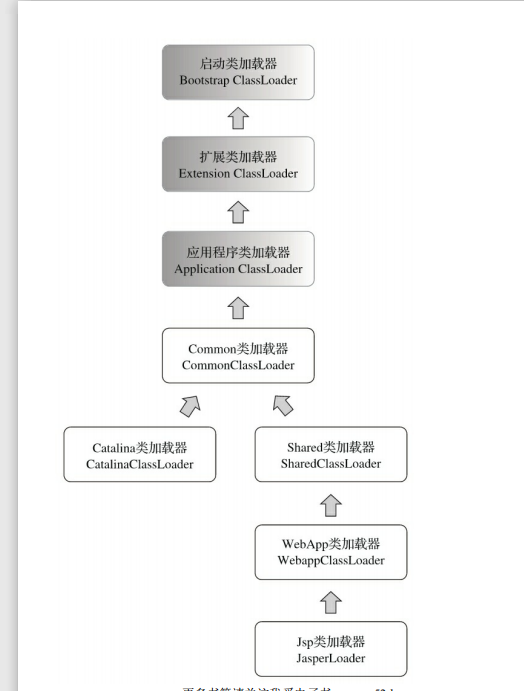 启动类加载器
Bootstrap ClassLoader
扩展类加载器
Extension ClassLoader
应用程序类加载器
Application ClassLoader
Common类加载器
CommonClassLoader
Catalina类加载器
CatalinaClassLoader
Shared类加载器
SharedClassLoader
WebApp类加载器
WebappClassLoader
Jsp类加载器
JasperLoader